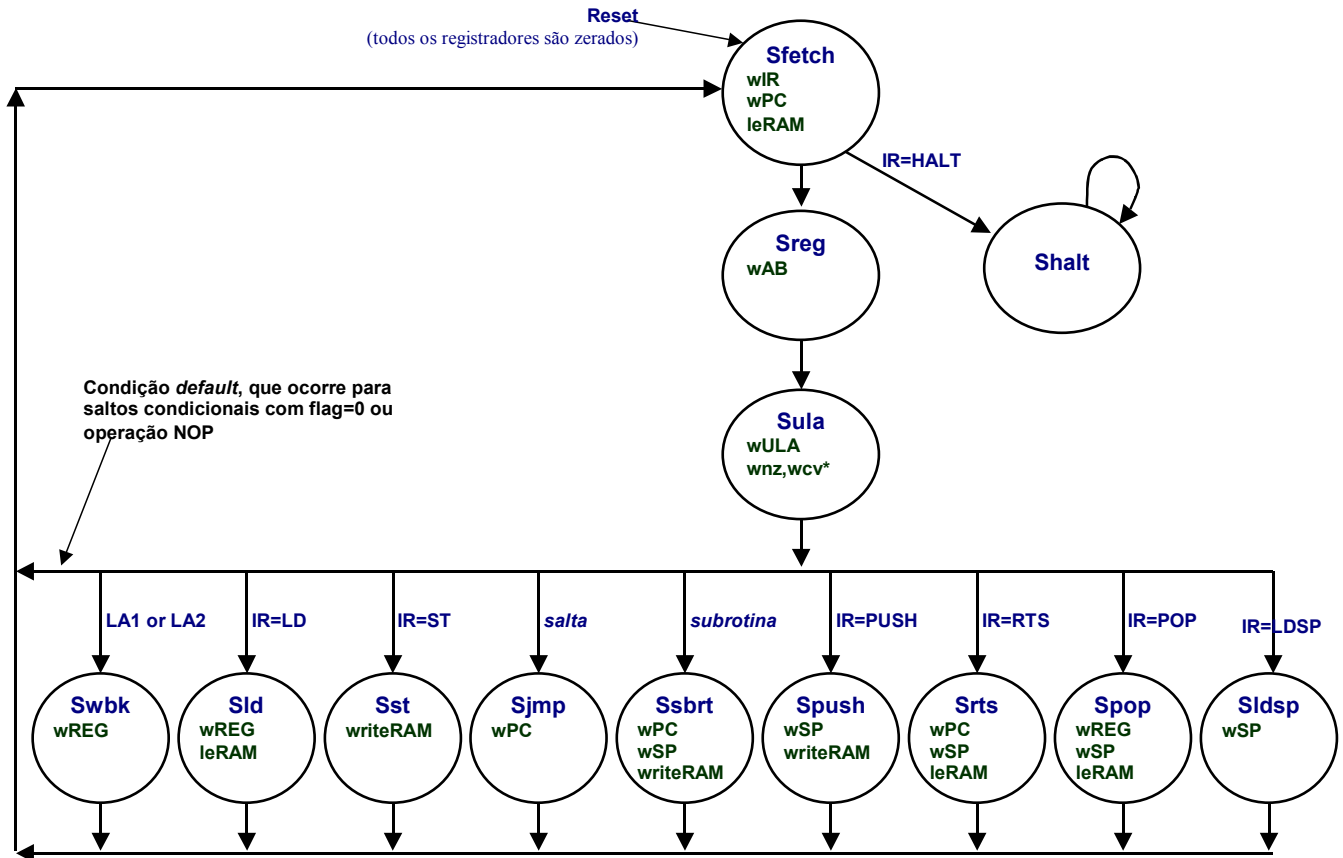 Reset
(todos os registradores são zerados)
Sfetch
wIR
wPC
leRAM
IR=HALT
Sreg
wAB
Shalt
Condição default, que ocorre para
saltos condicionais com flag=0 ou
operação NOP
Sula
wULA
wnz,wcv*
LA1 or LA2
IR=LD
IR=ST
salta
subrotina
IR=PUSH
IR=RTS
IR=POP
IR=LDSP
Swbk
wREG
Sld
wREG
leRAM
Sst
writeRAM
Sjmp
wPC
Ssbrt
wPC
wSP
writeRAM
Spush
wSP
writeRAM
Srts
wPC
wSP
leRAM
Spop
wREG
wSP
leRAM
Sldsp
wSP